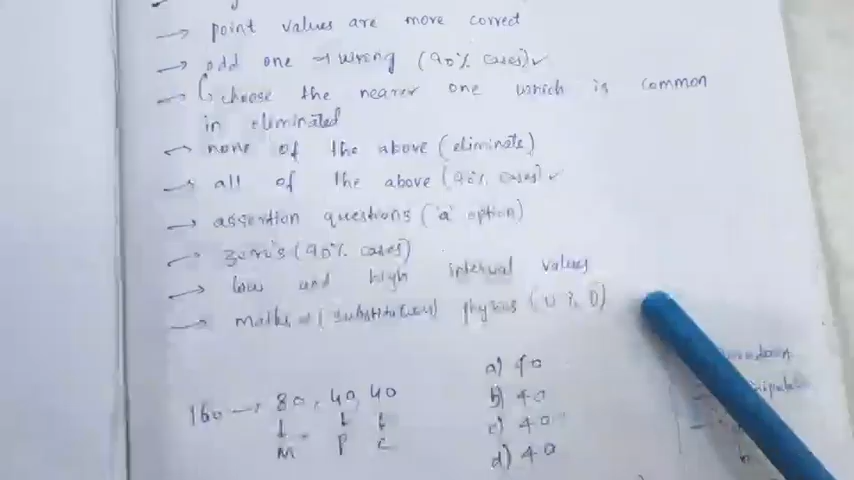 → point values are more correct
→ odd one → wrong (90% cases) ✓
→ choose the nearer one which is common
in eliminated
→ none of the above (eliminate)
→ all of the above (90% cases) ✓
→ assertion questions ('a' option)
→ zero's (90% cases)
→ low and high interval values
→ maths → (substitution) physics (U & D)
160 → 80, 40, 40
↓ ↓ ↓
M P C
a) 40
b) 40
c) 40
d) 40